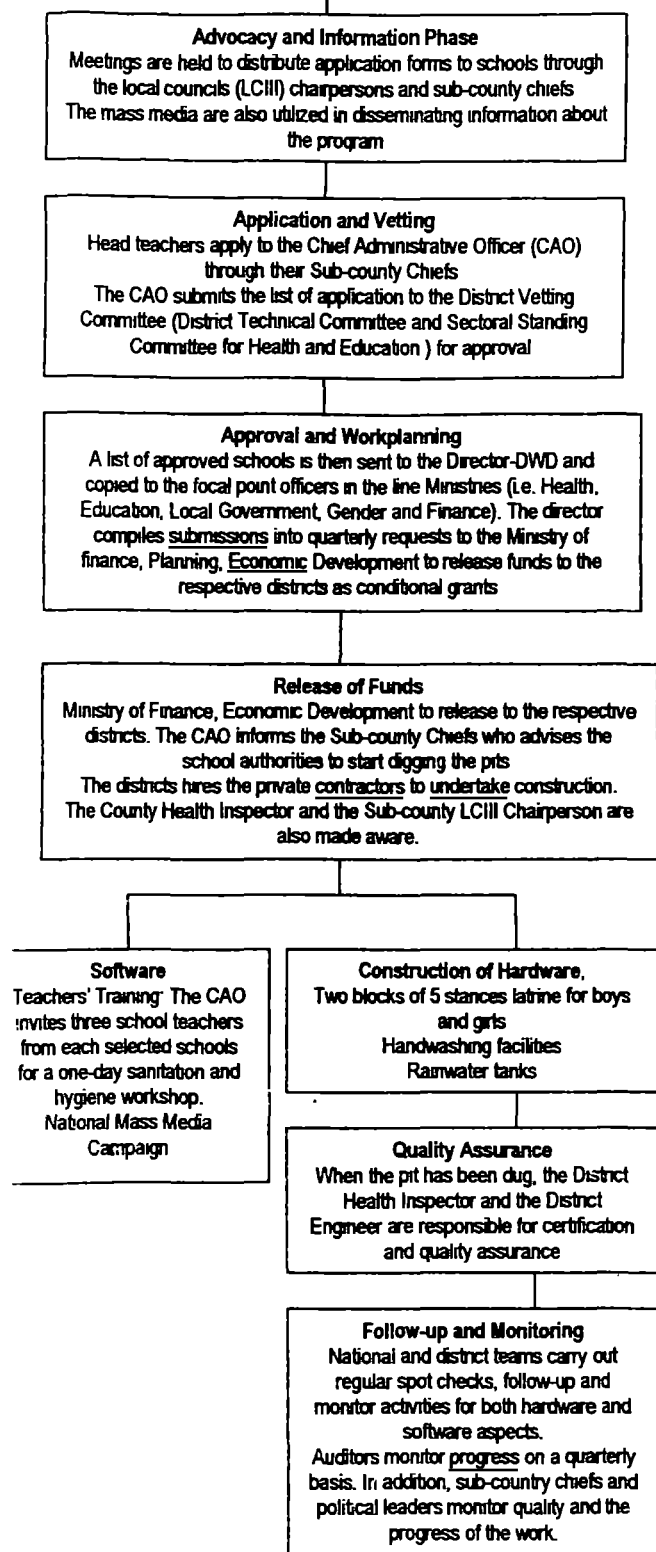 Advocacy and Information Phase
Meetings are held to distribute application forms to schools through
the local councils (LCIII) chairpersons and sub-county chiefs
The mass media are also utilized in disseminating information about
the program
Application and Vetting
Head teachers apply to the Chief Administrative Officer (CAO)
through their Sub-county Chiefs
The CAO submits the list of application to the District Vetting
Committee (District Technical Committee and Sectoral Standing
Committee for Health and Education ) for approval
Approval and Workplanning
A list of approved schools is then sent to the Director-DWD and
copied to the focal point officers in the line Ministries (i.e. Health,
Education, Local Government, Gender and Finance). The director
compiles submissions into quarterly requests to the Ministry of
finance, Planning, Economic Development to release funds to the
respective districts as conditional grants
Release of Funds
Ministry of Finance, Economic Development to release to the respective
districts. The CAO informs the Sub-county Chiefs who advises the
school authorities to start digging the pits
The districts hires the private contractors to undertake construction.
The County Health Inspector and the Sub-county LCIII Chairperson are
also made aware.
Software
Teachers' Training The CAO
invites three school teachers
from each selected schools
for a one-day sanitation and
hygiene workshop.
National Mass Media
Campaign
Construction of Hardware,
Two blocks of 5 stances latrine for boys
and girls
Handwashing facilities
Rainwater tanks
Quality Assurance
When the pit has been dug, the District
Health Inspector and the District
Engineer are responsible for certification
and quality assurance
Follow-up and Monitoring
National and district teams carry out
regular spot checks, follow-up and
monitor activities for both hardware and
software aspects.
Auditors monitor progress on a quarterly
basis. In addition, sub-country chiefs and
political leaders monitor quality and the
progress of the work.